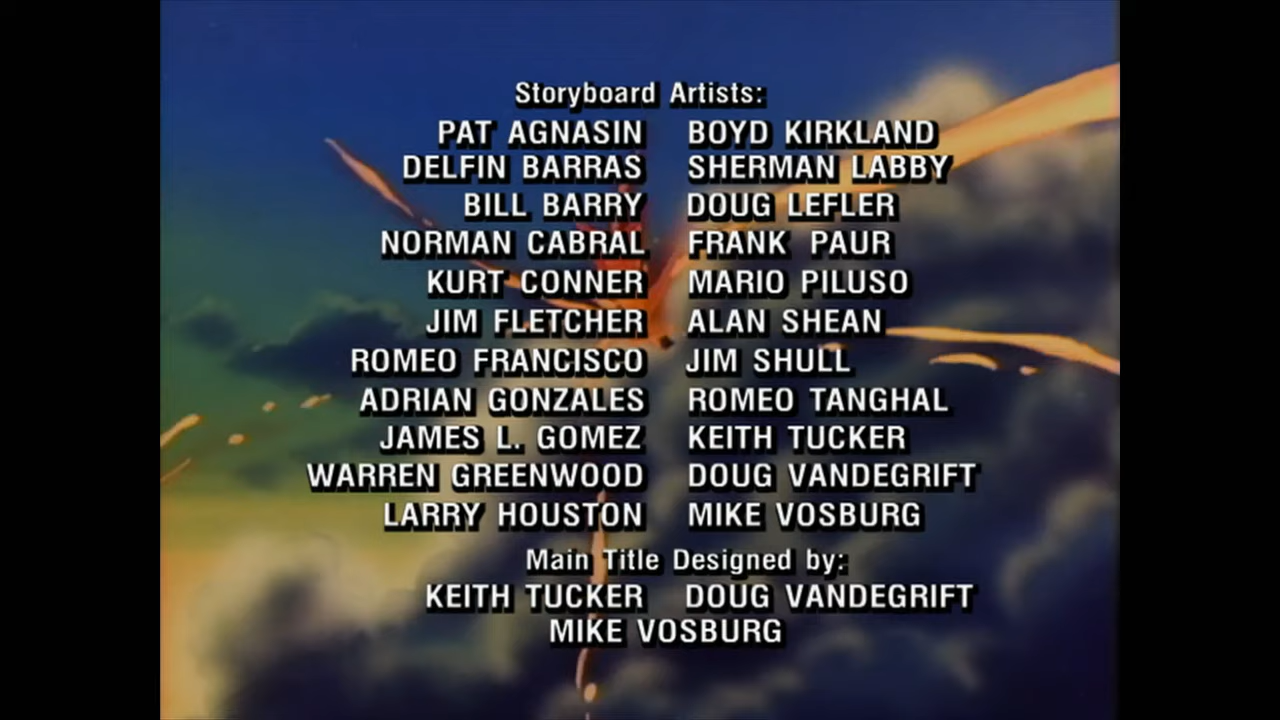 Storyboard Artists:
PAT AGNASIN BOYD KIRKLAND
DELFIN BARRAS SHERMAN LABBY
BILL BARRY DOUG LEFLER
NORMAN CABRAL FRANK PAUR
KURT CONNER MARIO PILUSO
JIM FLETCHER ALAN SHEAN
ROMEO FRANCISCO JIM SHULL
ADRIAN GONZALES ROMEO TANGHAL
JAMES L. GOMEZ KEITH TUCKER
WARREN GREENWOOD DOUG VANDEGRIFT
LARRY HOUSTON MIKE VOSBURG
Main Title Designed by:
KEITH TUCKER DOUG VANDEGRIFT
MIKE VOSBURG